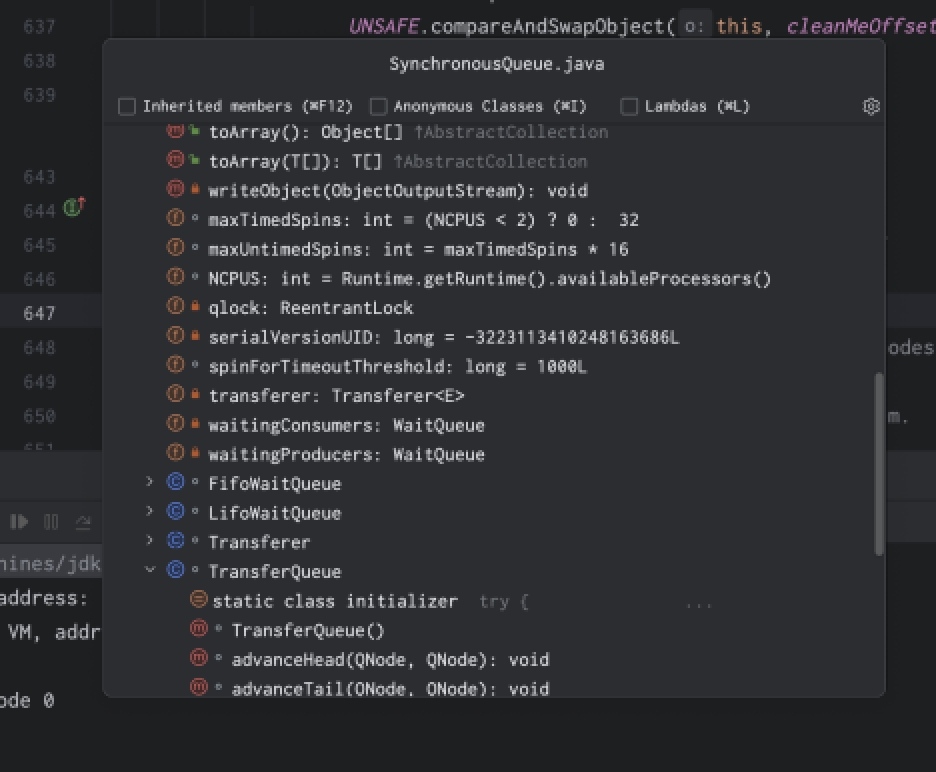 637
UNSAFE.compareAndSwapObject( o: this, cleanMeOffset
638
SynchronousQueue.java
639
Inherited members (⌘F12) Anonymous Classes (⌘I) Lambdas (⌘L)
toArray(): Object[] ↑AbstractCollection
toArray(T[]): T[] ↑AbstractCollection
643
writeObject(ObjectOutputStream): void
644
maxTimedSpins: int = (NCPUS < 2) ? 0 : 32
645
maxUntimedSpins: int = maxTimedSpins * 16
646
NCPUS: int = Runtime.getRuntime().availableProcessors()
647
qlock: ReentrantLock
648
serialVersionUID: long = -3223113410248163686L
odes
649
spinForTimeoutThreshold: long = 1000L
transferer: Transferer<E>
650
m.
waitingConsumers: WaitQueue
651
waitingProducers: WaitQueue
FifoWaitQueue
LifoWaitQueue
Transferer
hines/jdk
TransferQueue
address:
static class initializer try { ...
VM, addr
TransferQueue()
advanceHead(QNode, QNode): void
advanceTail(QNode, QNode): void
ode 0